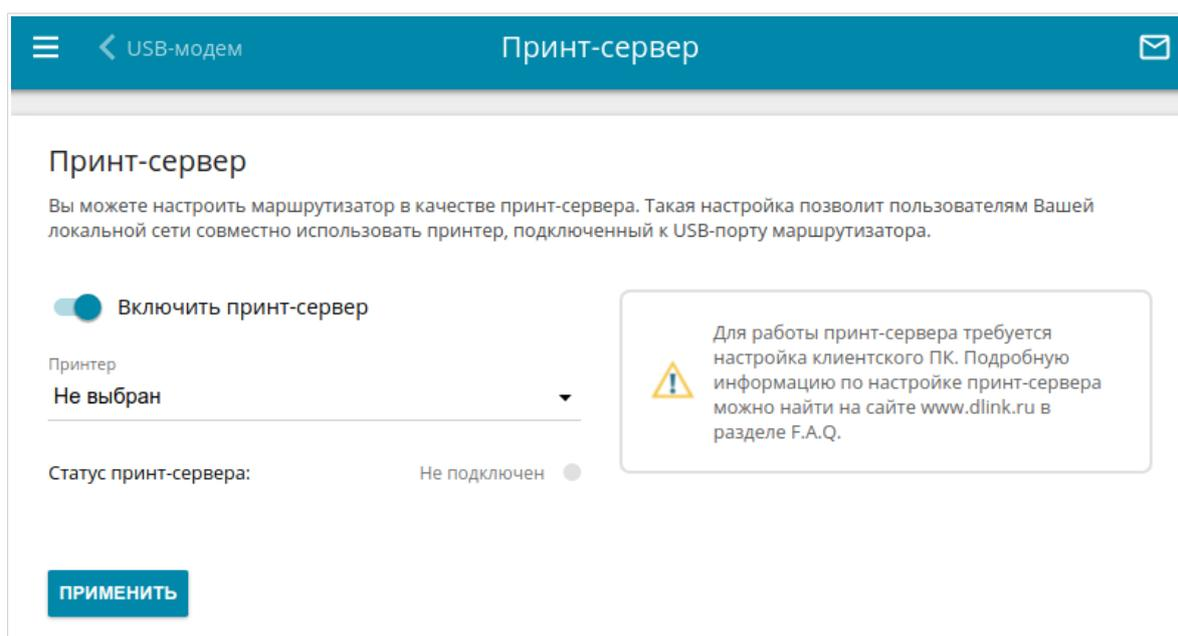 USB-модем
Принт-сервер
Принт-сервер
Вы можете настроить маршрутизатор в качестве принт-сервера. Такая настройка позволит пользователям Вашей
локальной сети совместно использовать принтер, подключенный к USB-порту маршрутизатора.
Включить принт-сервер
Принтер
Не выбран
Статус принт-сервера:
Не подключен
Для работы принт-сервера требуется
настройка клиентского ПК. Подробную
информацию по настройке принт-сервера
можно найти на сайте www.dlink.ru в
разделе F.A.Q.
ПРИМЕНИТЬ